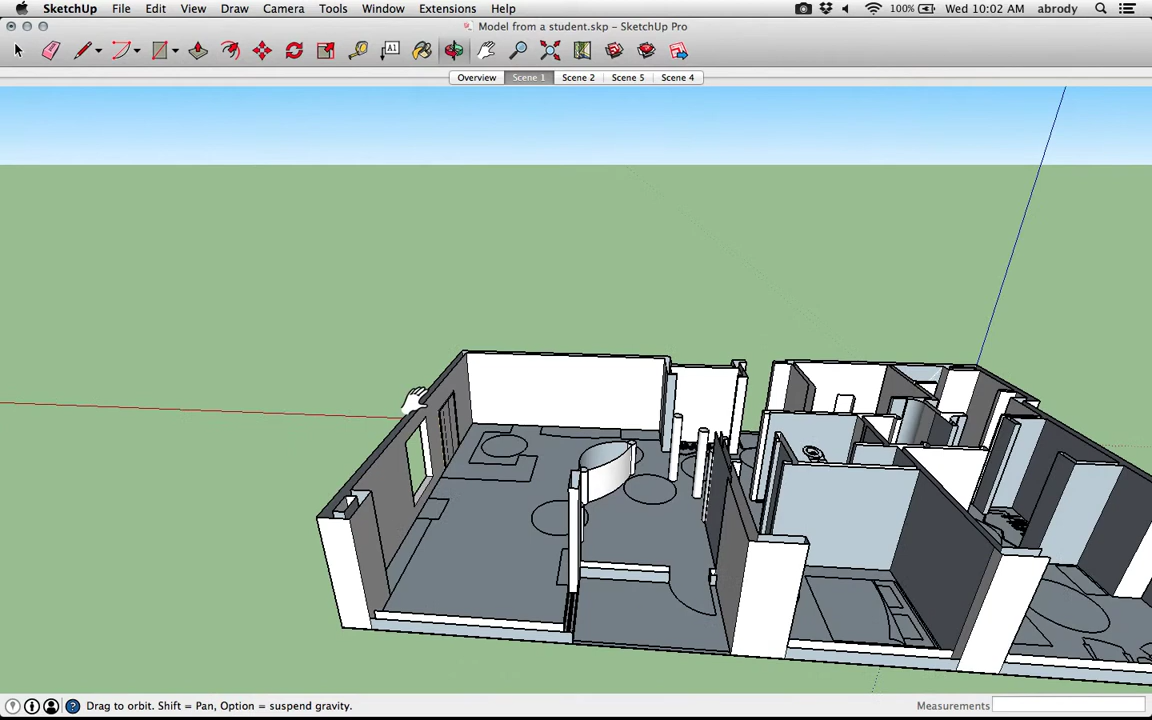 SketchUp File Edit View Draw Camera Tools Window Extensions Help 100% Wed 10:02 AM abrody
Model from a student.skp - SketchUp Pro
A1
Overview Scene 1 Scene 2 Scene 5 Scene 4
Drag to orbit. Shift = Pan, Option = suspend gravity. Measurements